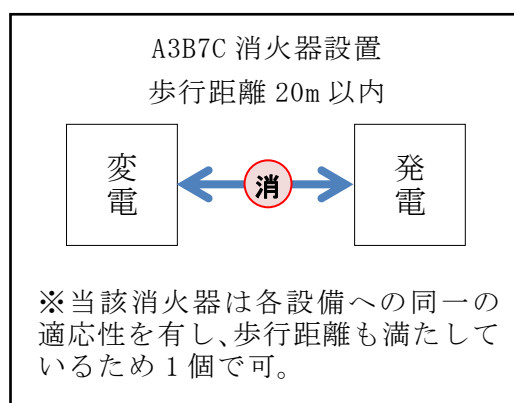 A3B7C 消火器設置
歩行距離 20m 以内
変電
消
発電
※当該消火器は各設備への同一の
適応性を有し、歩行距離も満たして
いるため 1 個で可。